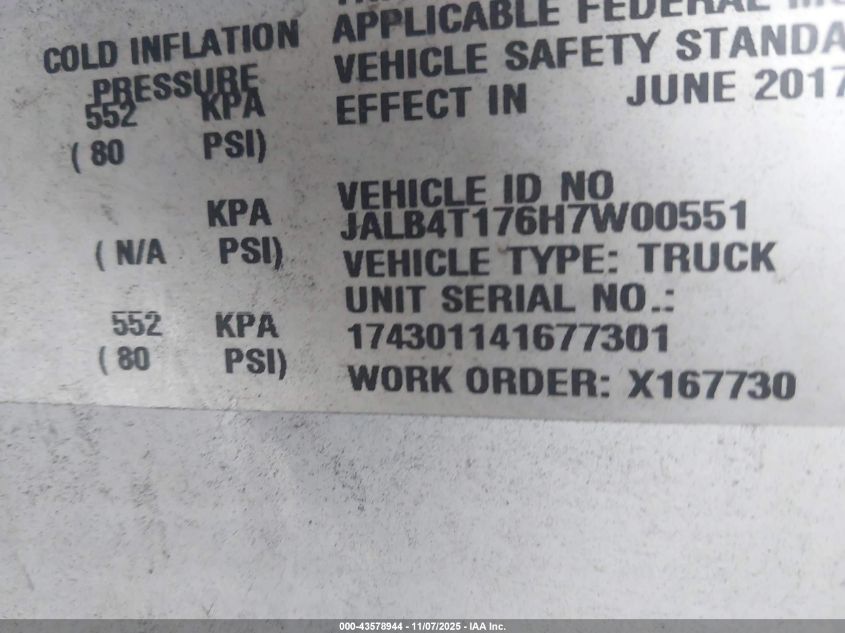 COLD INFLATION
PRESSURE
552 KPA
( 80 PSI)
KPA
( N/A PSI)
552 KPA
( 80 PSI)
APPLICABLE FEDERAL
VEHICLE SAFETY
EFFECT IN JUNE 2017
VEHICLE ID NO
JALB4T176H7W00551
VEHICLE TYPE: TRUCK
UNIT SERIAL NO.:
174301141677301
WORK ORDER: X167730
000-43578944 - 11/07/2025 - IAA Inc.